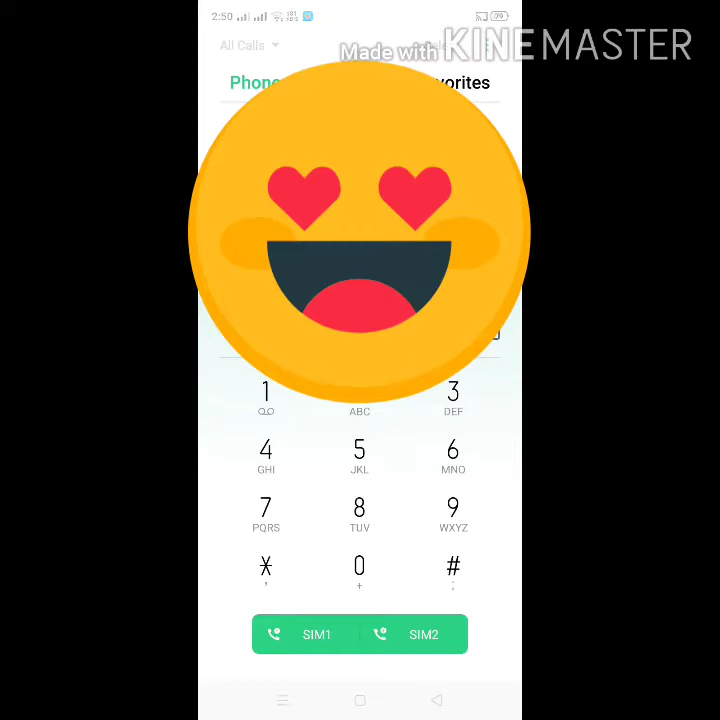 2:50
79
All Calls
Made with KINEMASTER
Phone
vorites
1
3
ABC
DEF
4
5
6
GHI
JKL
MNO
7
8
9
PQRS
TUV
WXYZ
*
0
#
,
+
;
SIM1
SIM2